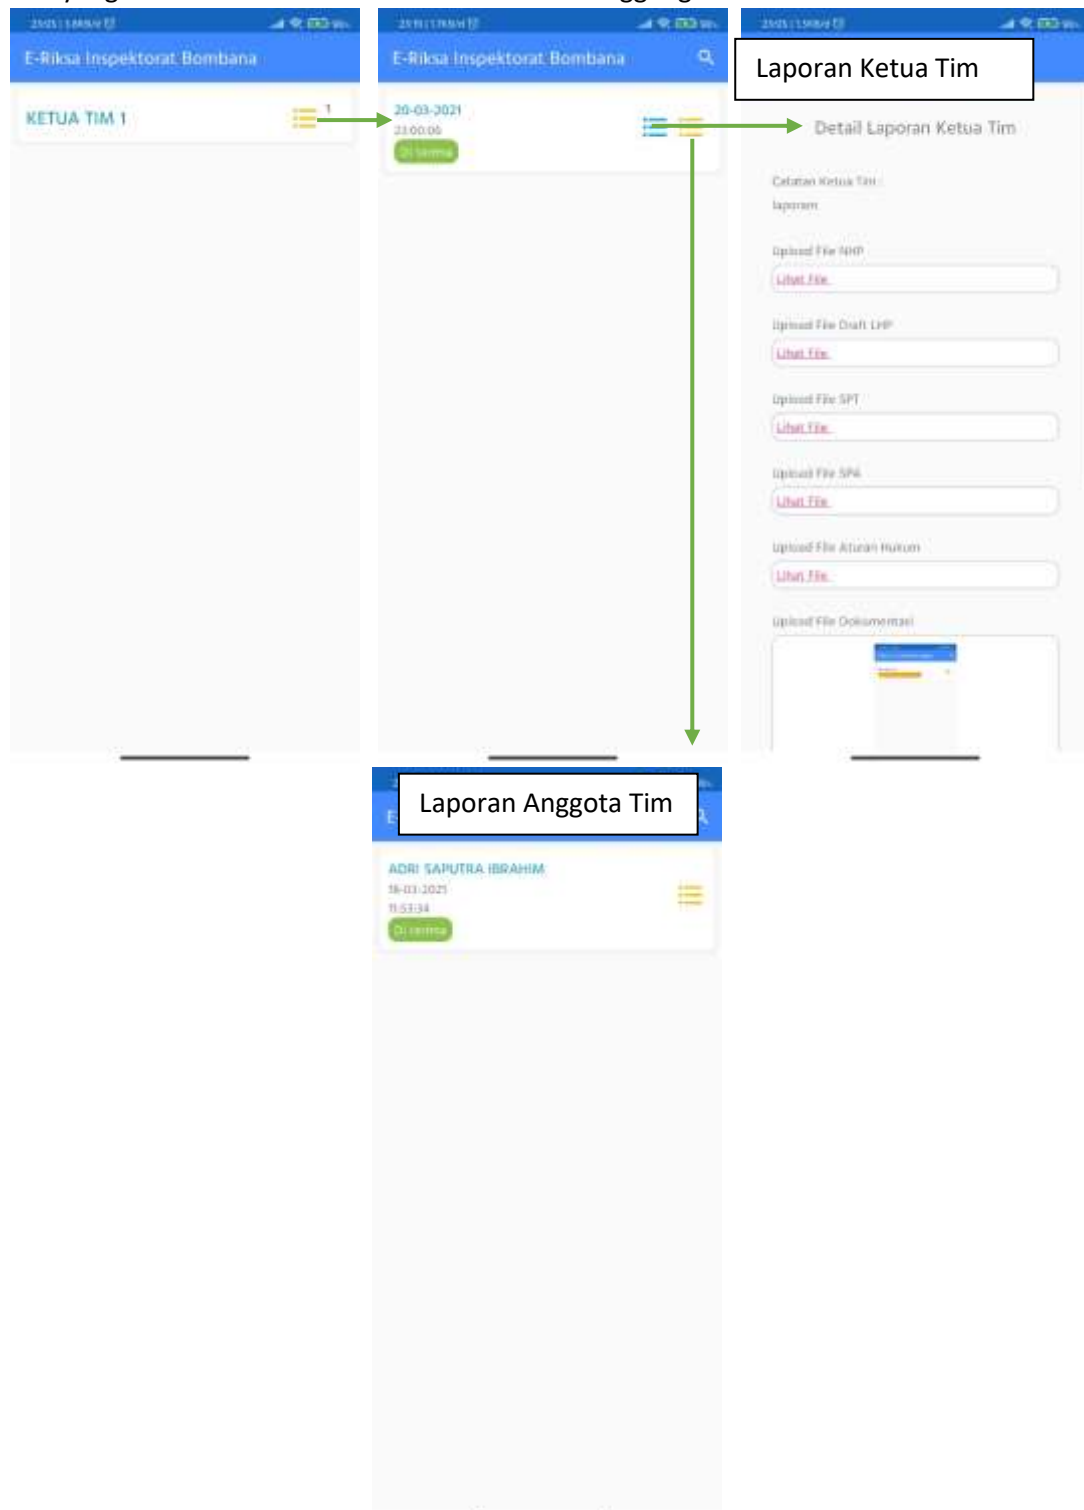 E-Riksa Inspektorat Bombana
KETUA TIM 1
1
E-Riksa Inspektorat Bombana
20-03-2021
23:00:06
Di terima
Laporan Ketua Tim
Detail Laporan Ketua Tim
Catatan Ketua Tim :
laporan
Upload File NHP
Lihat File.
Upload File Draft LHP
Lihat File.
Upload File SPT
Lihat File.
Upload File SPA
Lihat File.
Upload File Aturan Hukum
Lihat File.
Upload File Dokumentasi
Laporan Anggota Tim
ADRI SAPUTRA IBRAHIM
18-03-2021
11:53:34
Di terima